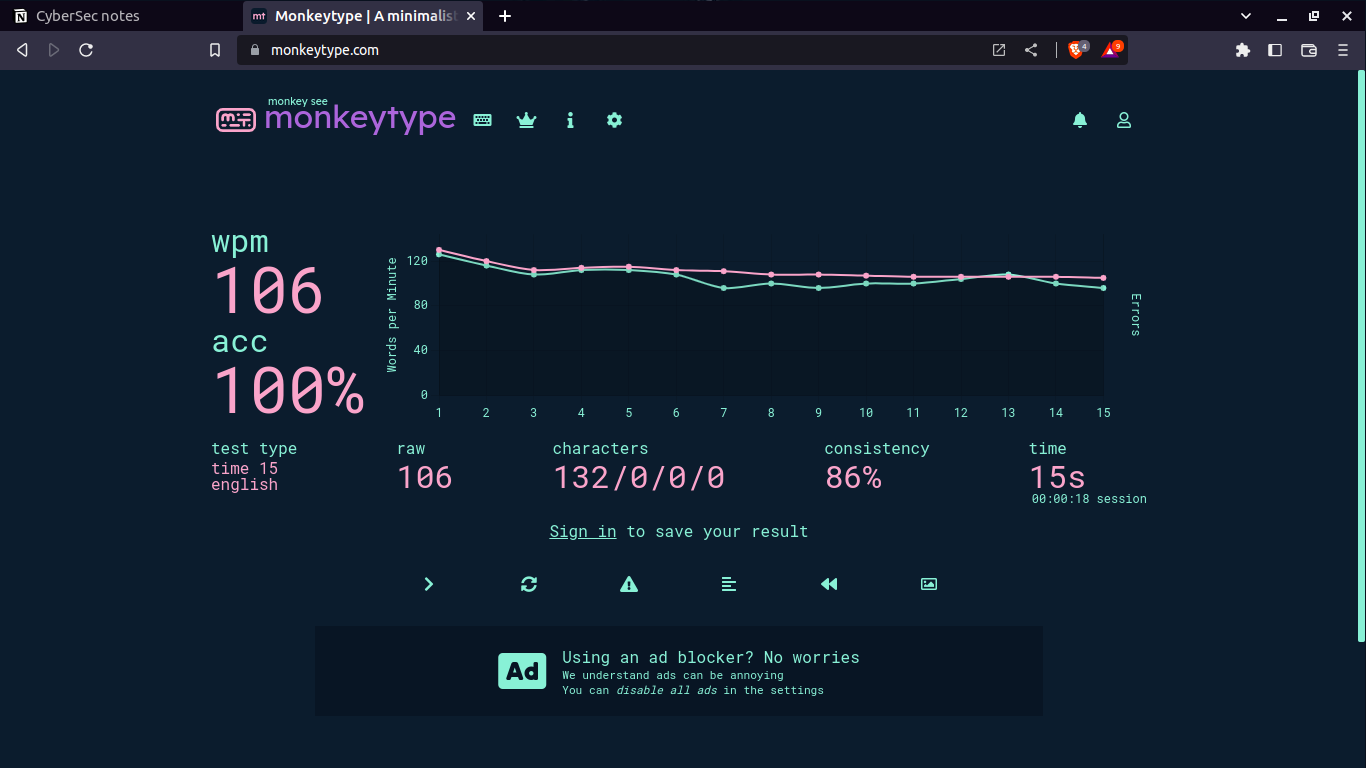 CyberSec notes
Monkeytype | A minimalist
monkeytype.com
4
9
monkey see
monkeytype
wpm
106
acc
100%
Words per Minute
120
80
40
0
1 2 3 4 5 6 7 8 9 10 11 12 13 14 15
Errors
test type
time 15
english
raw
106
characters
132/0/0/0
consistency
86%
time
15s
00:00:18 session
Sign in to save your result
Ad
Using an ad blocker? No worries
We understand ads can be annoying
You can disable all ads in the settings